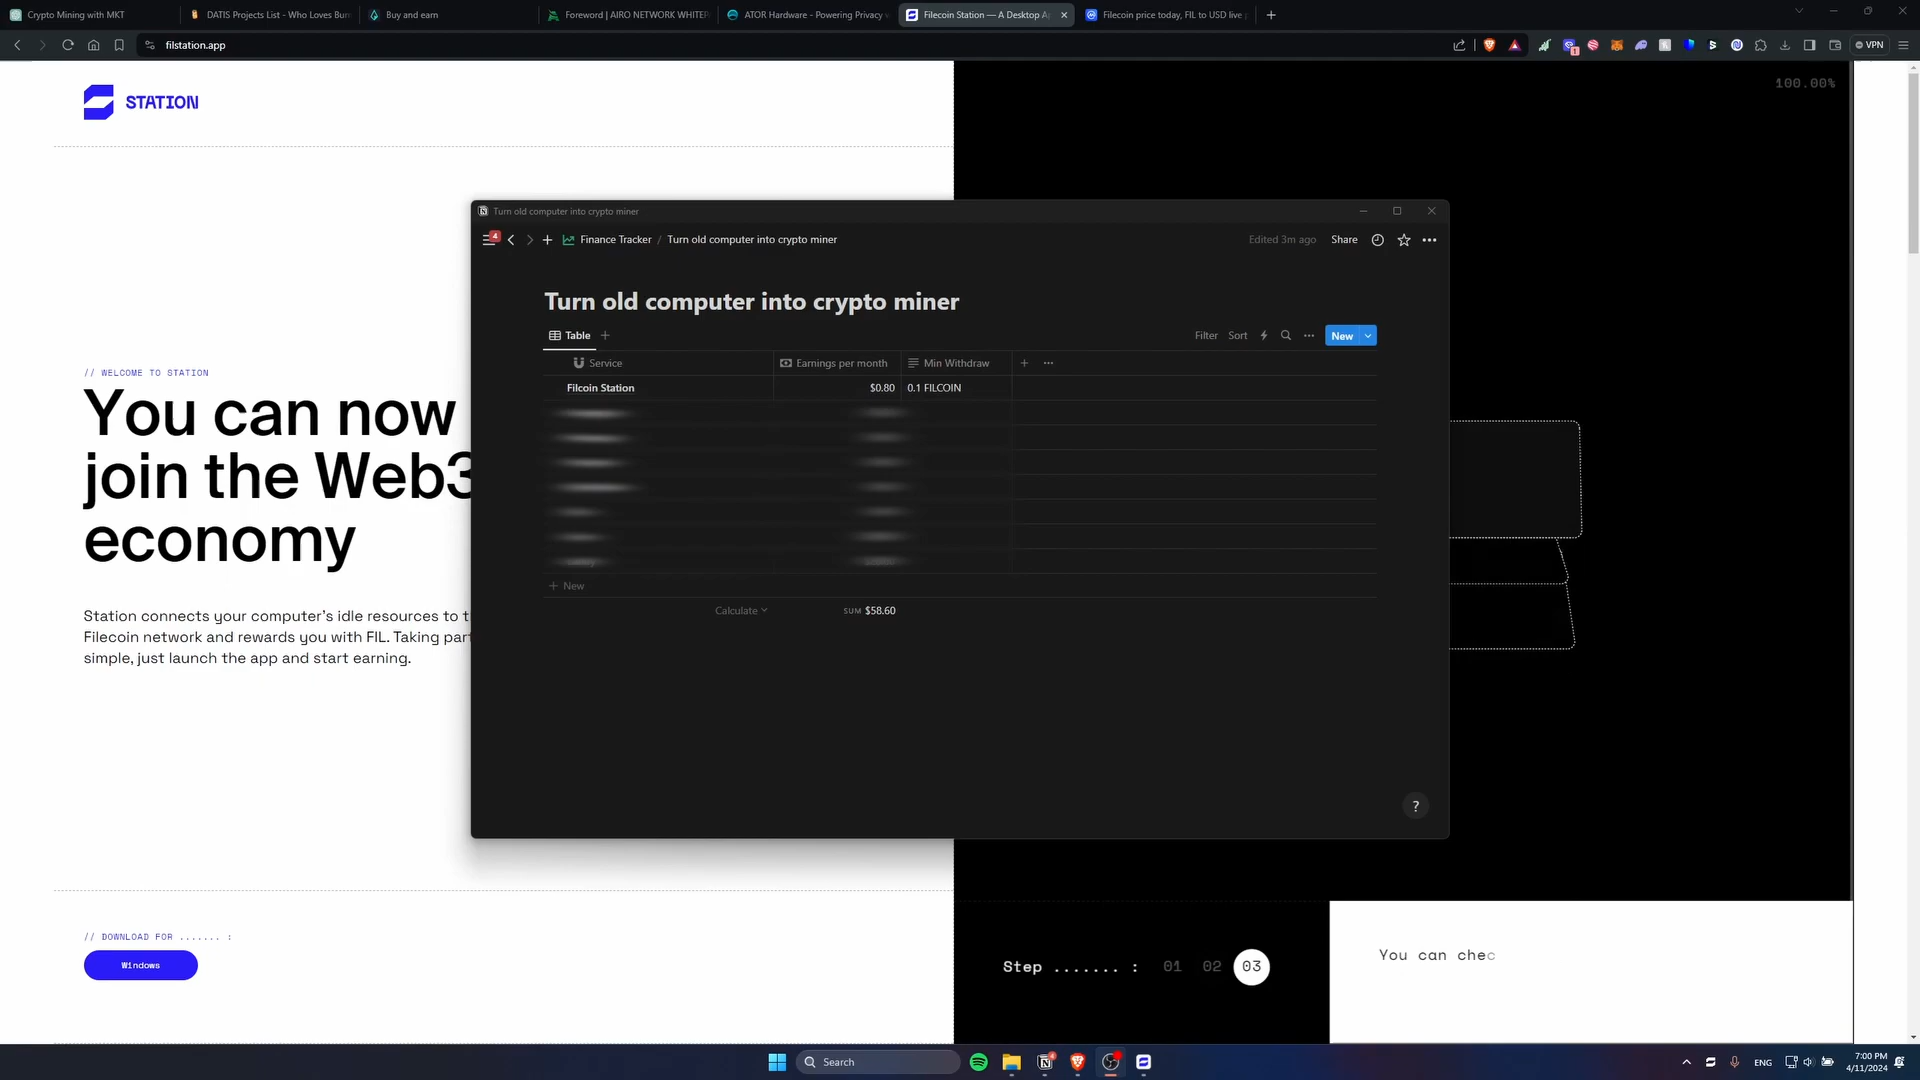 Crypto Mining with MKT
DATIS Projects List - Who Loves Burn
Buy and earn
Foreword | AIRO NETWORK WHITEP
ATOR Hardware - Powering Privacy v
Filecoin Station — A Desktop A
Filecoin price today, FIL to USD live
filstation.app
1
VPN
STATION
100.00%
Turn old computer into crypto miner
4
Finance Tracker / Turn old computer into crypto miner
Edited 3m ago
Share
Turn old computer into crypto miner
Table
Filter
Sort
New
Service
Earnings per month
Min Withdraw
Filcoin Station
$0.80
0.1 FILCOIN
New
Calculate
SUM $58.60
?
// WELCOME TO STATION
You can now
join the Web3
economy
Station connects your computer's idle resources to t
Filecoin network and rewards you with FIL. Taking part
simple, just launch the app and start earning.
// DOWNLOAD FOR ....... :
Windows
Step ....... : 01 02 03
You can chec
Search
ENG
7:00 PM
4/11/2024